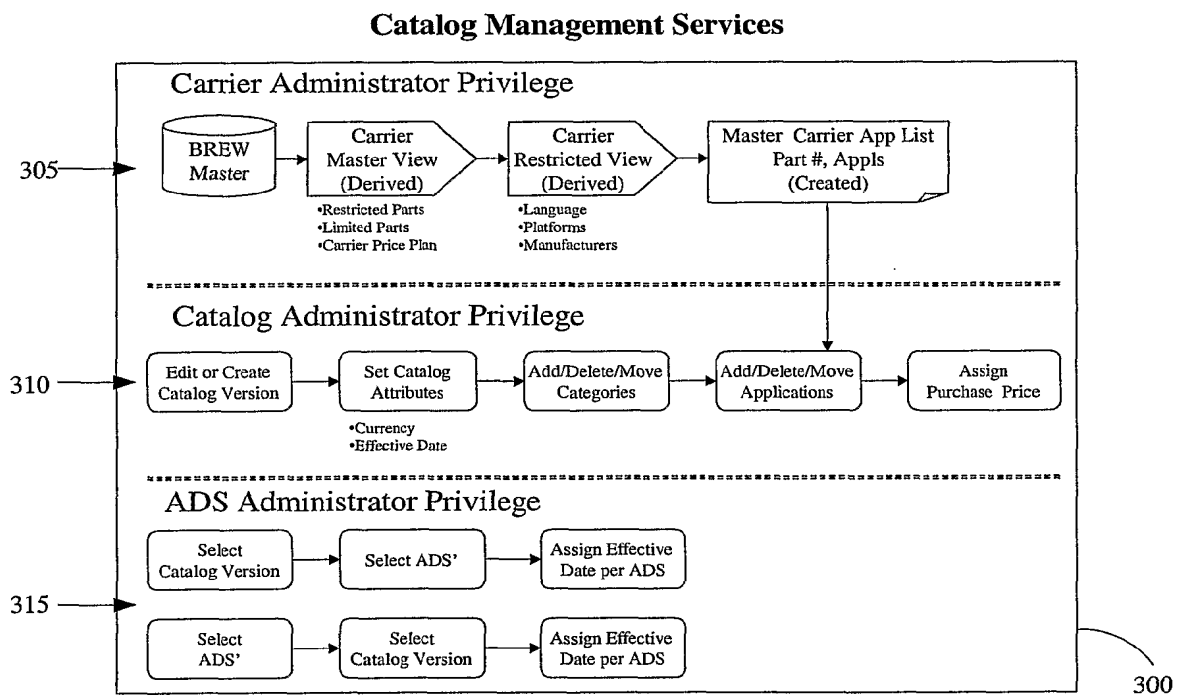 Catalog Management Services
Carrier Administrator Privilege
305
BREW
Master
Carrier
Master View
(Derived)
•Restricted Parts
•Limited Parts
•Carrier Price Plan
Carrier
Restricted View
(Derived)
•Language
•Platforms
•Manufacturers
Master Carrier App List
Part #, Appls
(Created)
Catalog Administrator Privilege
310
Edit or Create
Catalog Version
Set Catalog
Attributes
•Currency
•Effective Date
Add/Delete/Move
Categories
Add/Delete/Move
Applications
Assign
Purchase Price
ADS Administrator Privilege
315
Select
Catalog Version
Select ADS'
Assign Effective
Date per ADS
Select
ADS'
Select
Catalog Version
Assign Effective
Date per ADS
300